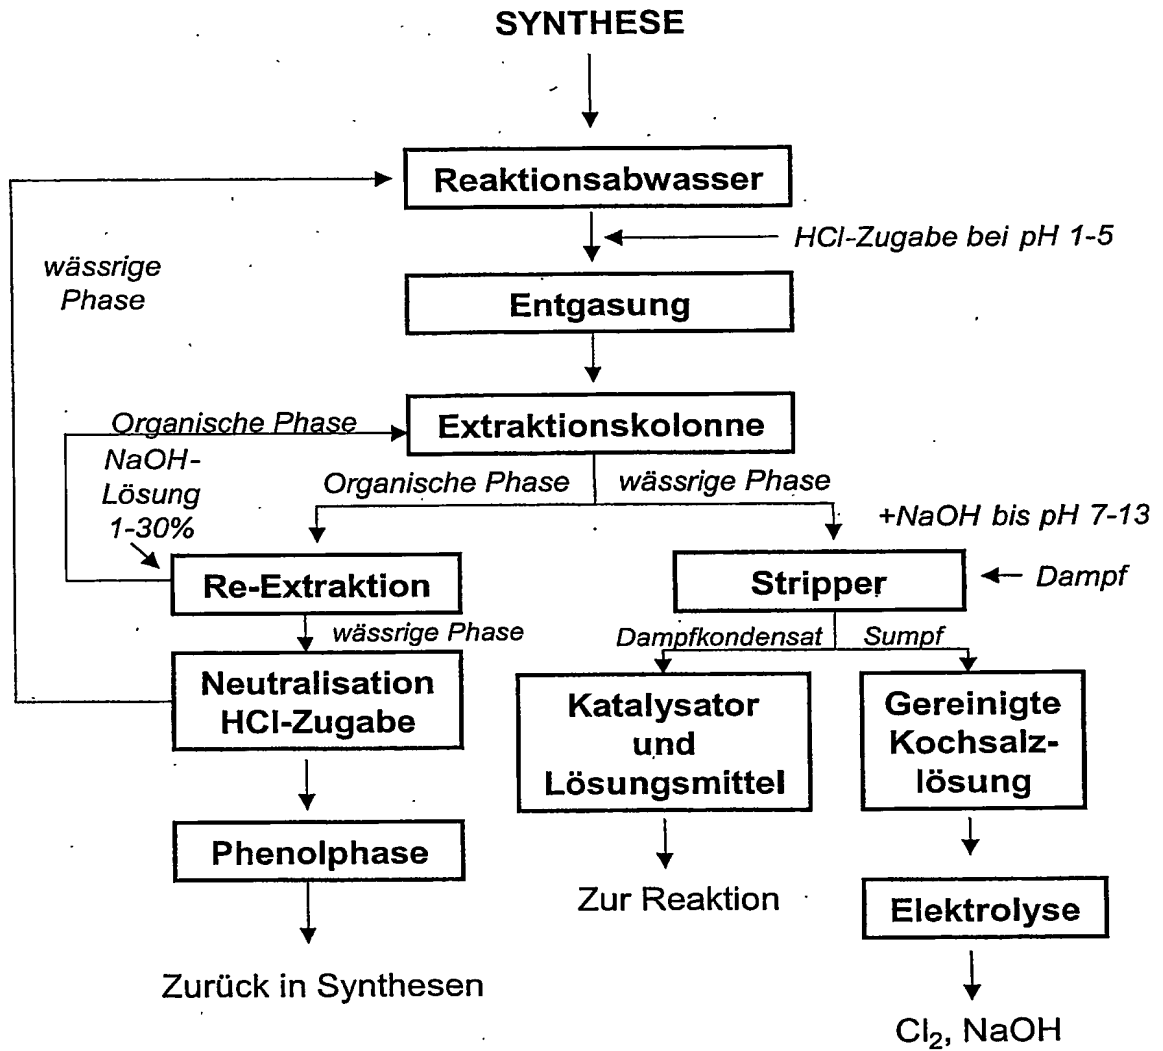 SYNTHESE
Reaktionsabwasser
HCl-Zugabe bei pH 1-5
wässrige
Phase
Entgasung
Organische Phase
Extraktionskolonne
NaOH-
Lösung
1-30%
Organische Phase
wässrige Phase
+NaOH bis pH 7-13
Re-Extraktion
Stripper
Dampf
wässrige Phase
Dampfkondensat
Sumpf
Neutralisation
HCl-Zugabe
Katalysator
und
Lösungsmittel
Gereinigte
Kochsalz-
lösung
Phenolphase
Zur Reaktion
Elektrolyse
Zurück in Synthesen
Cl₂, NaOH